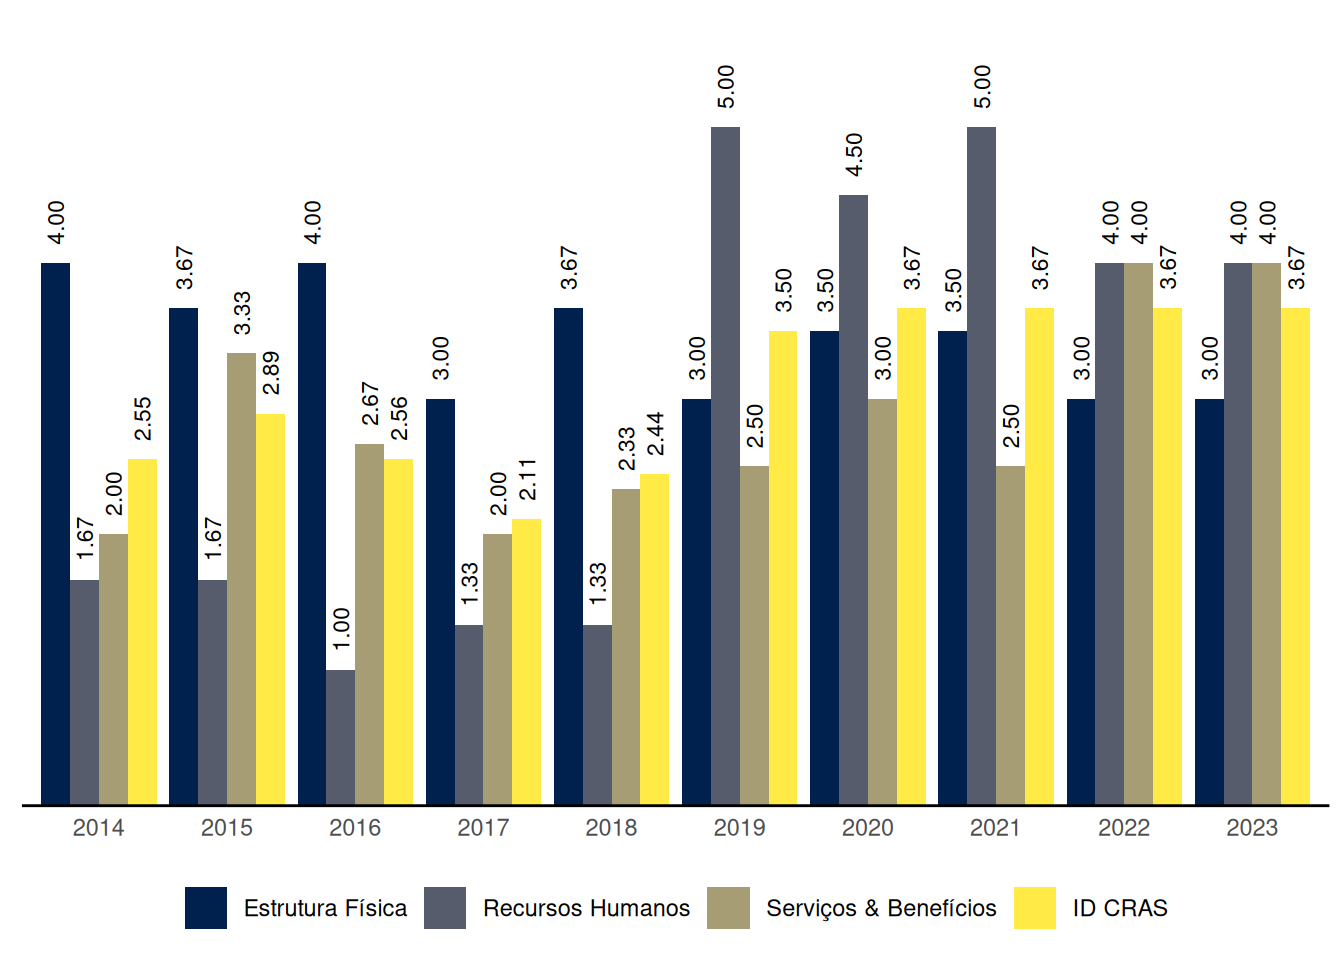 5.00 5.00
4.50
4.00 4.00 4.00 4.00 4.00 4.00
3.67 3.67 3.67 3.67 3.67 3.67
3.50 3.50 3.50
3.33
3.00 3.00 3.00 3.00 3.00
2.89
2.67
2.55 2.56 2.44 2.50 2.50
2.33
2.00 2.00 2.11
1.67 1.67
1.33 1.33
1.00
2014 2015 2016 2017 2018 2019 2020 2021 2022 2023
Estrutura Física Recursos Humanos Serviços & Benefícios ID CRAS